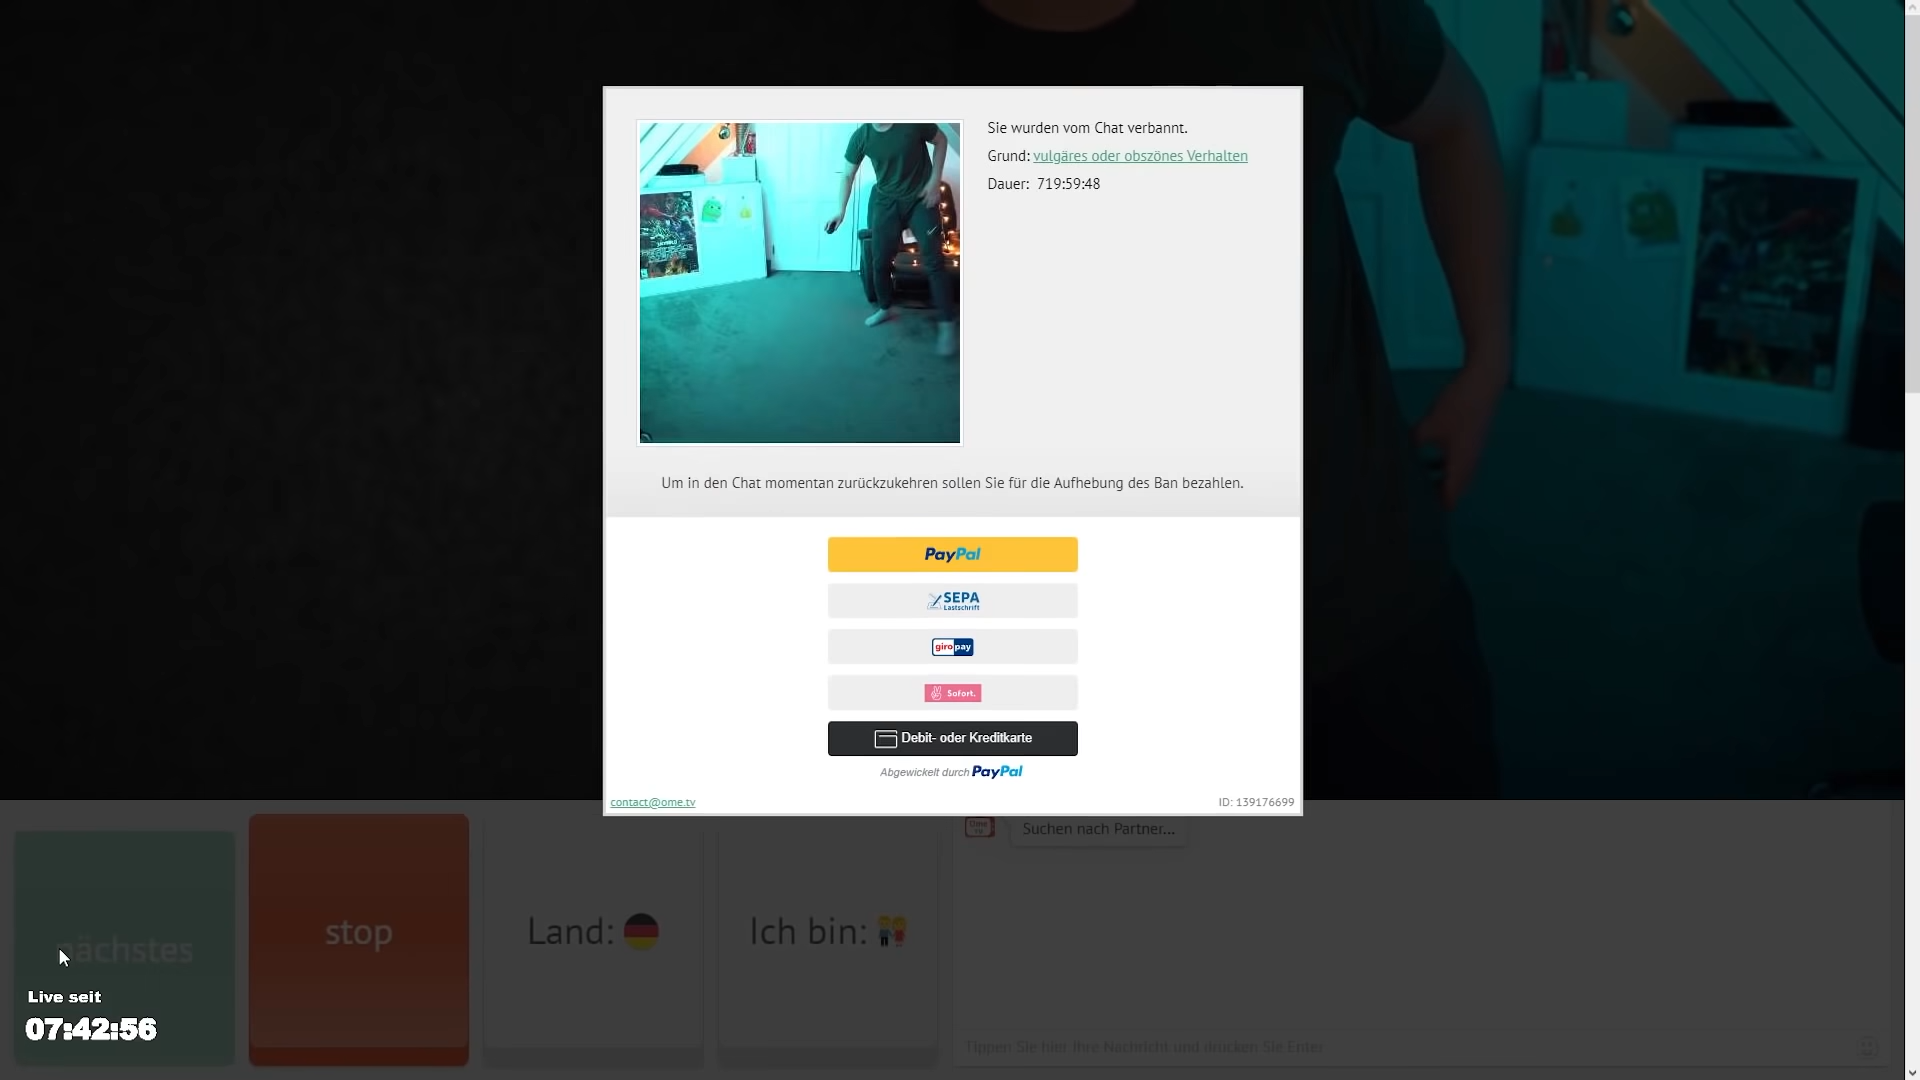 Sie wurden vom Chat verbannt.
Grund: vulgäres oder obszönes Verhalten
Dauer: 719:59:48
Um in den Chat momentan zurückzukehren sollen Sie für die Aufhebung des Ban bezahlen.
PayPal
SEPA
Lastschrift
giropay
Sofort.
Debit- oder Kreditkarte
Abgewickelt durch PayPal
contact@ome.tv
ID: 139176699
Suchen nach Partner...
nächstes
stop
Land:
Ich bin:
Live seit
07:42:56
Tippen Sie hier Ihre Nachricht und drücken Sie Enter